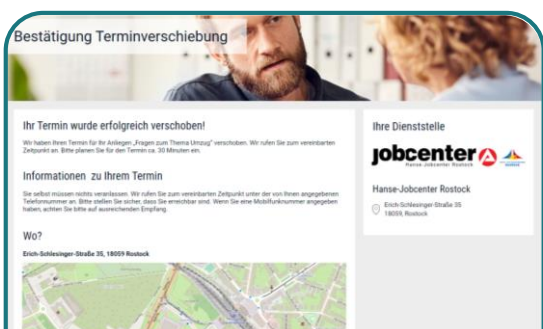 Bestätigung Terminverschiebung
Ihr Termin wurde erfolgreich verschoben!
Wir haben Ihren Termin für Ihr Anliegen „Fragen zum Thema Umzug" verschoben. Wir rufen Sie zum vereinbarten
Zeitpunkt an. Bitte planen Sie für den Termin ca. 30 Minuten ein.
Informationen zu Ihrem Termin
Sie selbst müssen nichts veranlassen. Wir rufen Sie zum vereinbarten Zeitpunkt unter der von Ihnen angegebenen
Telefonnummer an. Bitte stellen Sie sicher, dass Sie erreichbar sind. Wenn Sie eine Mobilfunknummer angegeben
haben, achten Sie bitte auf ausreichenden Empfang.
Wo?
Erich-Schlesinger-Straße 35, 18059 Rostock
Ihre Dienststelle
jobcenter
Hanse-Jobcenter Rostock
Hanse-Jobcenter Rostock
Erich-Schlesinger-Straße 35
18059, Rostock